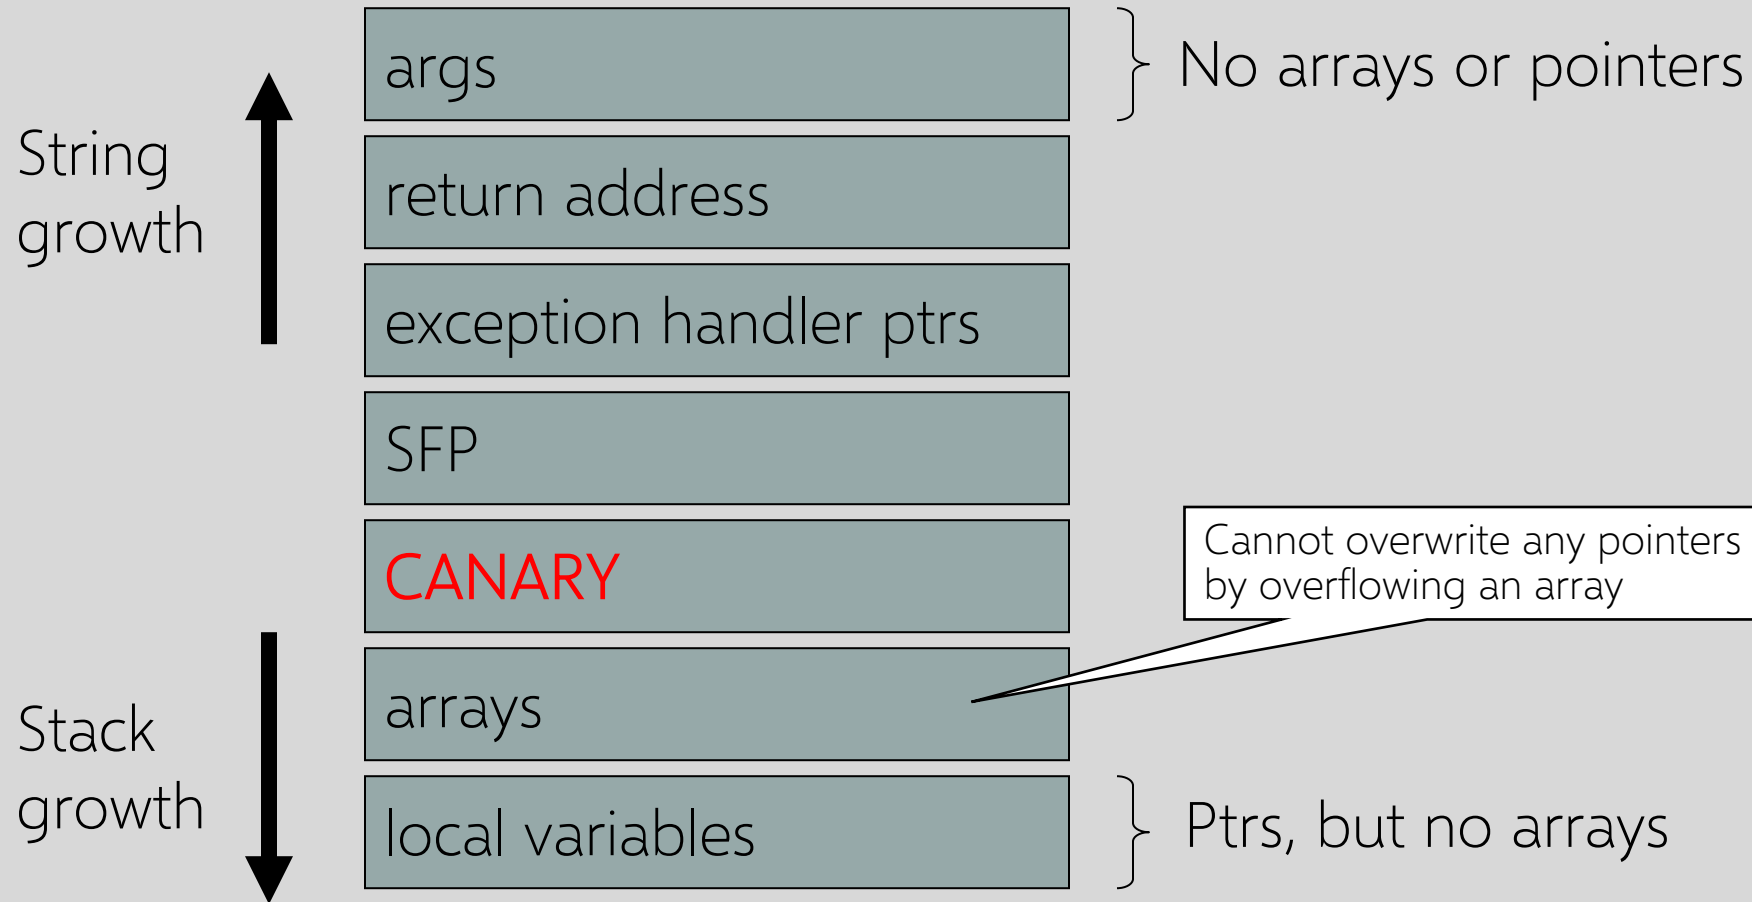 args
No arrays or pointers
String
growth
return address
exception handler ptrs
SFP
CANARY
Cannot overwrite any pointers
by overflowing an array
arrays
Stack
growth
local variables
Ptrs, but no arrays